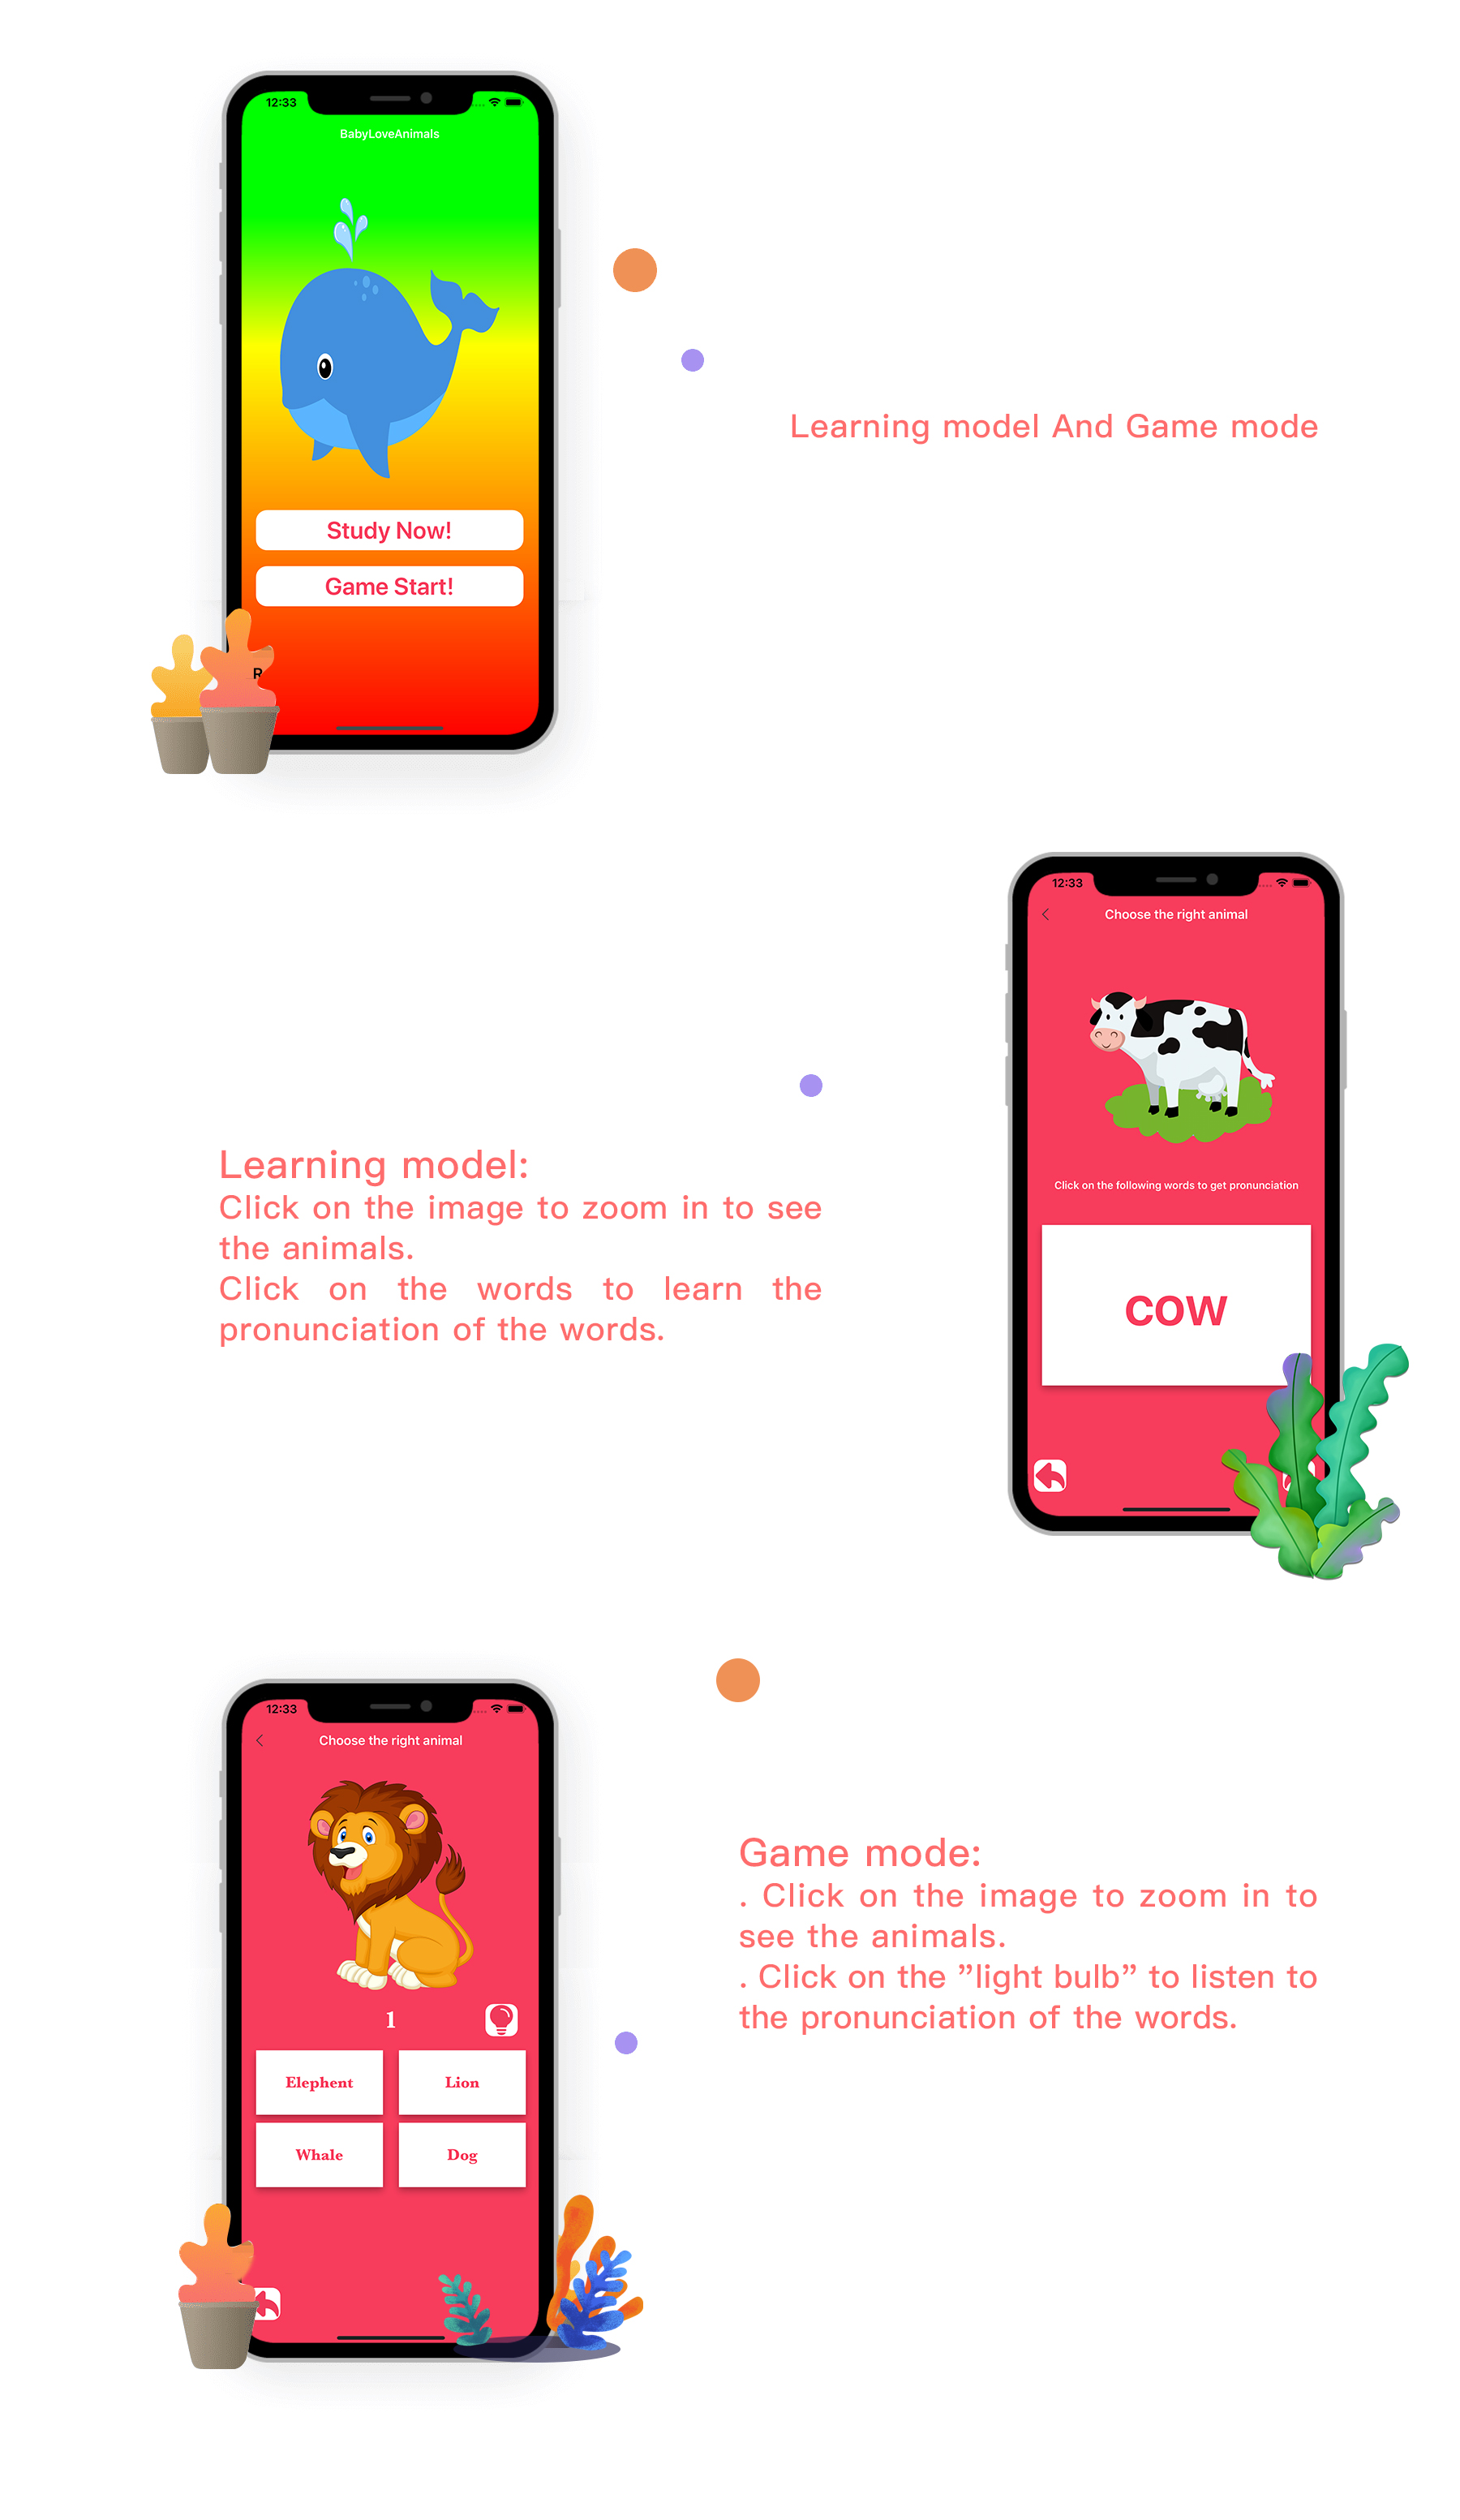 12:33
BabyLoveAnimals
Learning model And Game mode
Study Now!
Game Start!
R
12:33
Choose the right animal
Click on the following words to get pronunciation
cow
Learning model:
Click on the image to zoom in to see
the animals.
Click on the words to learn the
pronunciation of the words.
12:33
Choose the right animal
1
Elephent
Lion
Whale
Dog
Game mode:
. Click on the image to zoom in to
see the animals.
. Click on the ”light bulb” to listen to
the pronunciation of the words.